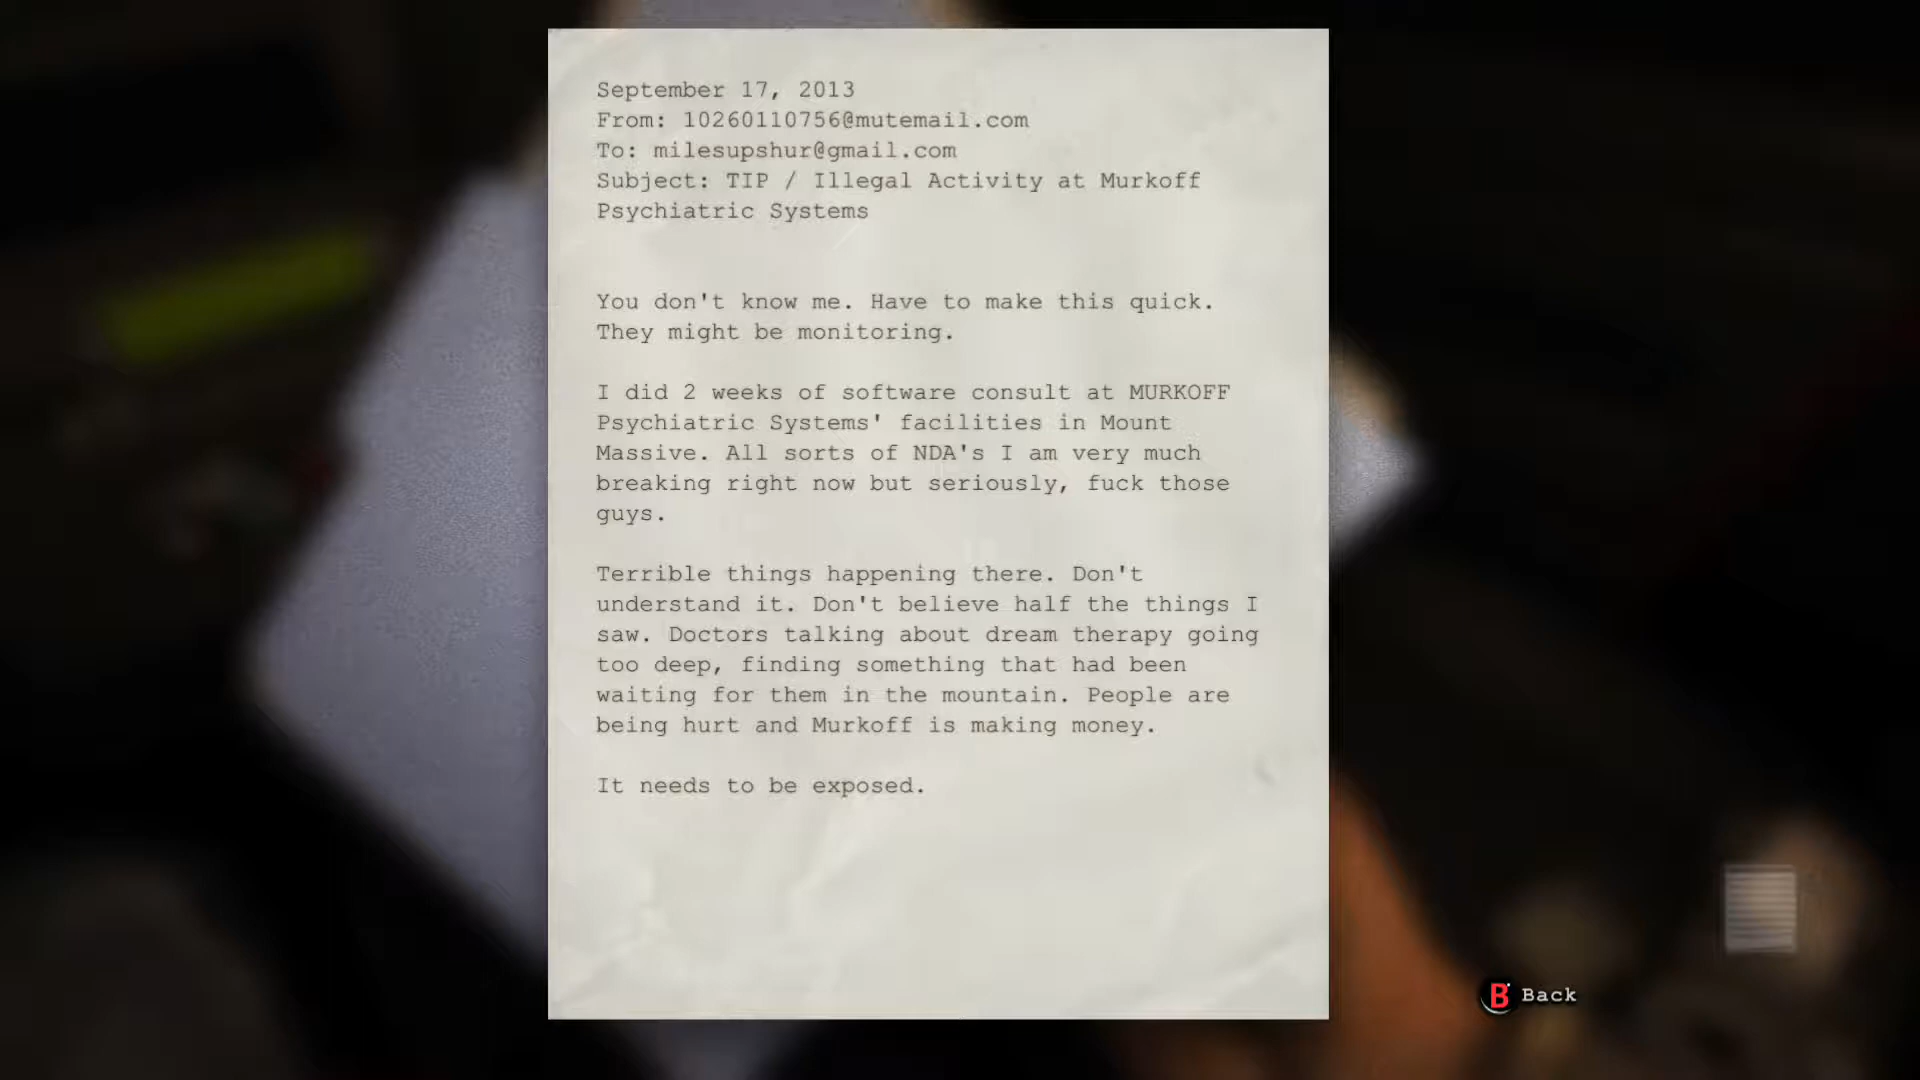 September 17, 2013
From: 10260110756@mutemail.com
To: milesupshur@gmail.com
Subject: TIP / Illegal Activity at Murkoff
Psychiatric Systems
You don't know me. Have to make this quick.
They might be monitoring.
I did 2 weeks of software consult at MURKOFF
Psychiatric Systems' facilities in Mount
Massive. All sorts of NDA's I am very much
breaking right now but seriously, fuck those
guys.
Terrible things happening there. Don't
understand it. Don't believe half the things I
saw. Doctors talking about dream therapy going
too deep, finding something that had been
waiting for them in the mountain. People are
being hurt and Murkoff is making money.
It needs to be exposed.
B Back